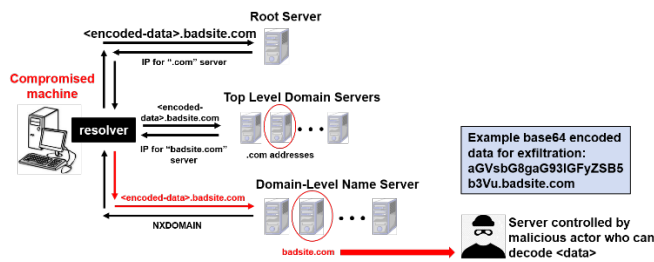 Root Server
<encoded-data>.badsite.com
IP for “.com” server
Compromised
machine
resolver
<encoded-
data>.badsite.com
IP for “badsite.com”
server
Top Level Domain Servers
.com addresses
Example base64 encoded
data for exfiltration:
aGVsbG8gaG93IGFyZSB5
b3Vu.badsite.com
<encoded-data>.badsite.com
NXDOMAIN
Domain-Level Name Server
badsite.com
Server controlled by
malicious actor who can
decode <data>